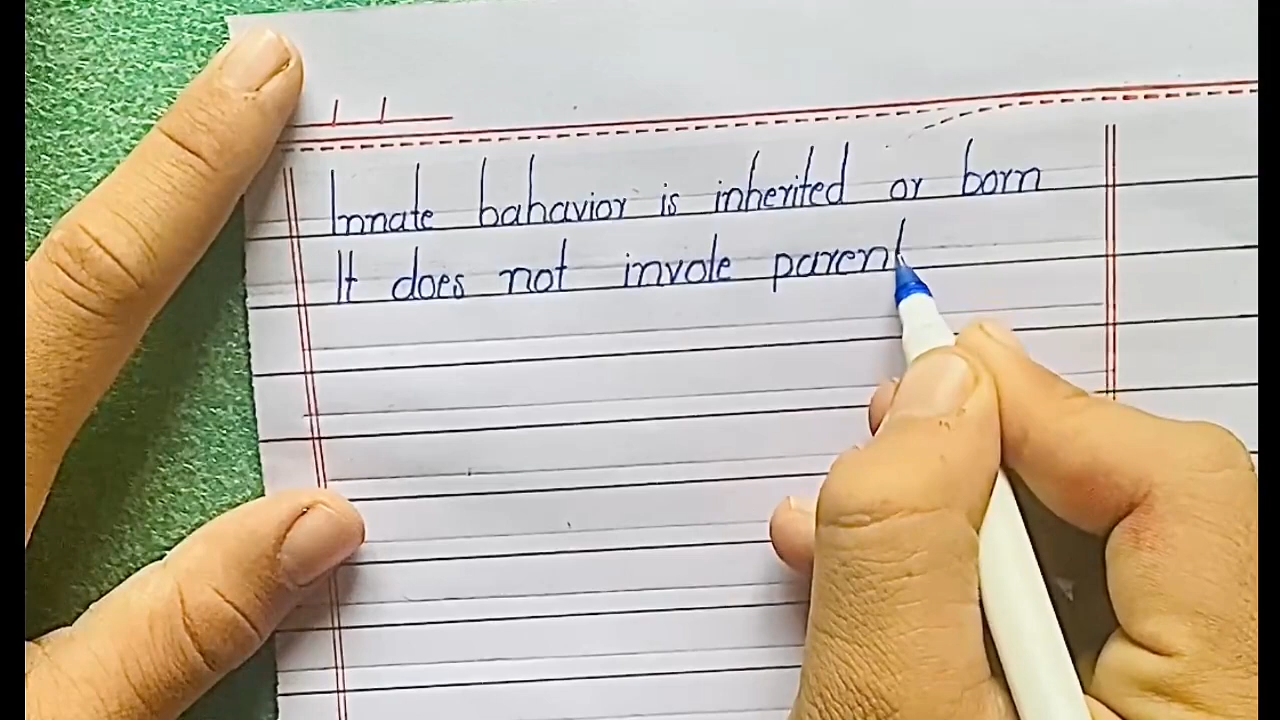 Innate bahavior is inherited or born
It does not invole parent